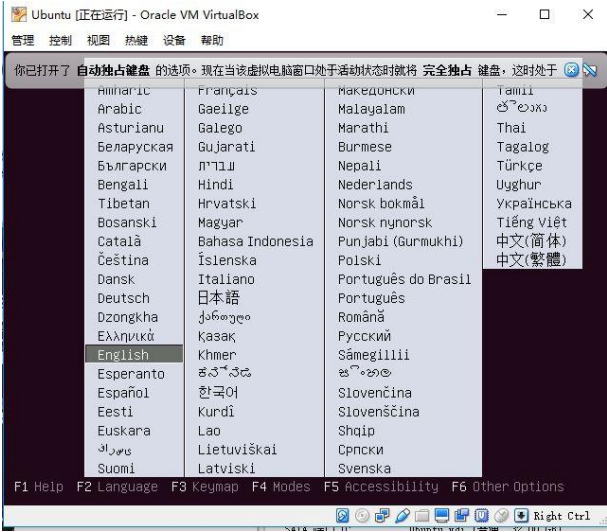 Ubuntu [正在运行] - Oracle VM VirtualBox
管理 控制 视图 热键 设备 帮助
你已打开了 自动独占键盘 的选项。现在当该虚拟电脑窗口处于活动状态时就将 完全独占 键盘，这时处于
Amharic
Arabic
Asturianu
Беларуская
Български
Bengali
Tibetan
Bosanski
Català
Čeština
Dansk
Deutsch
Dzongkha
Ελληνικά
English
Esperanto
Español
Eesti
Euskara
Suomi
Français
Gaeilge
Galego
Gujarati
עברית
Hindi
Hrvatski
Magyar
Bahasa Indonesia
Íslenska
Italiano
日本語
ქართული
Қазақ
Khmer
ಕನ್ನಡ
한국어
Kurdî
Lao
Lietuviškai
Latviski
Македонски
Malayalam
Marathi
Burmese
Nepali
Nederlands
Norsk bokmål
Norsk nynorsk
Punjabi (Gurmukhi)
Polski
Português do Brasil
Português
Română
Русский
Sámegillii
සිංහල
Slovenčina
Slovenščina
Shqip
Српски
Svenska
Tamil
తెలుగు
Thai
Tagalog
Türkçe
Uyghur
Українська
Tiếng Việt
中文(简体)
中文(繁體)
F1 Help F2 Language F3 Keymap F4 Modes F5 Accessibility F6 Other Options
Right Ctrl